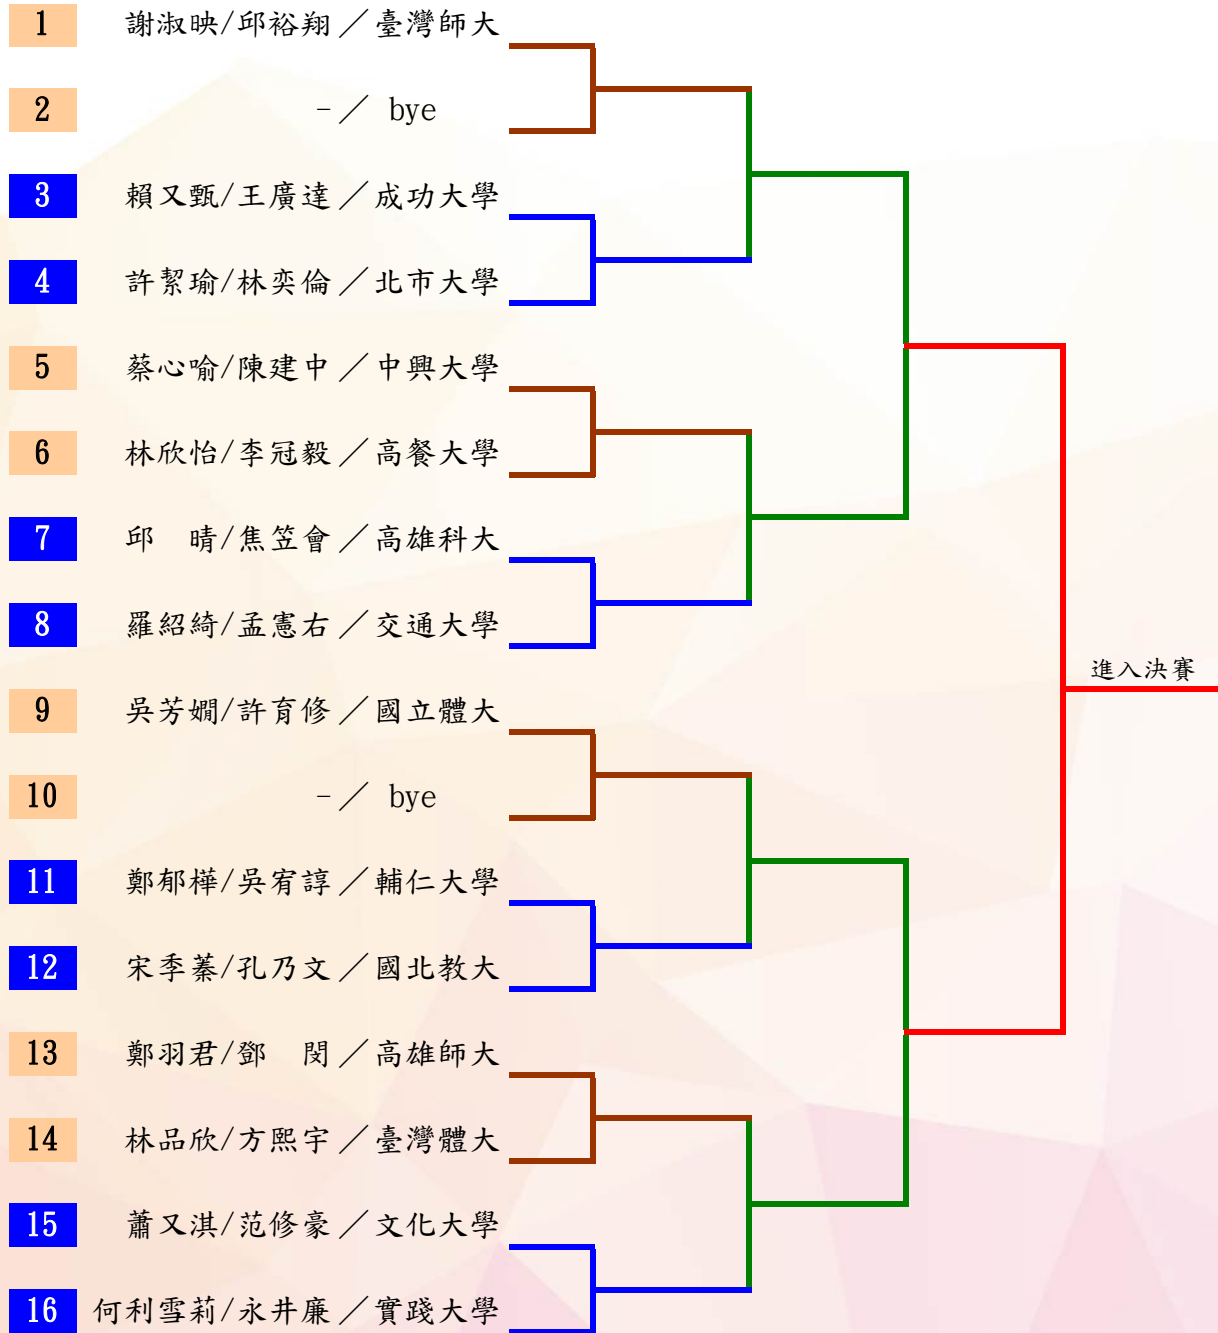 1 謝淑映/邱裕翔／臺灣師大
2 -／ bye
3 賴又甄/王廣達／成功大學
4 許絜瑜/林奕倫／北市大學
5 蔡心喻/陳建中／中興大學
6 林欣怡/李冠毅／高餐大學
7 邱　晴/焦笠會／高雄科大
8 羅紹綺/孟憲右／交通大學
進入決賽
9 吳芳嫺/許育修／國立體大
10 -／ bye
11 鄭郁樺/吳宥諄／輔仁大學
12 宋季蓁/孔乃文／國北教大
13 鄭羽君/鄧　閔／高雄師大
14 林品欣/方熙宇／臺灣體大
15 蕭又淇/范修豪／文化大學
16 何利雪莉/永井廉／實踐大學